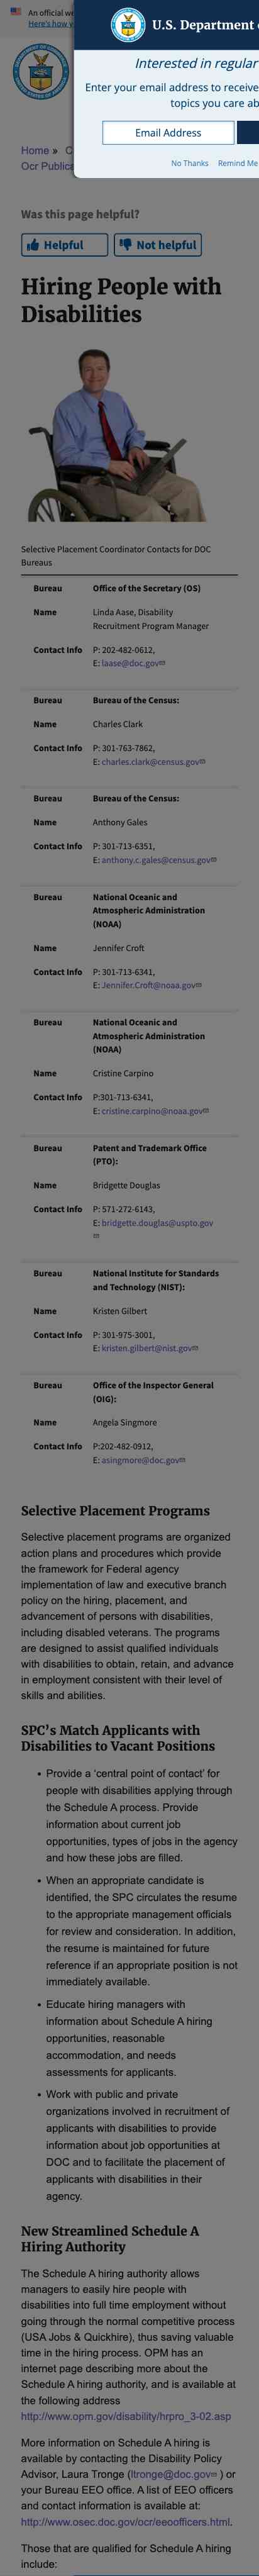 An official we
Here's how y
U.S. Department
Interested in regular
Enter your email address to receive
topics you care ab
Email Address
No Thanks Remind Me
Home » C
Ocr Publica
Was this page helpful?
Helpful Not helpful
Hiring People with
Disabilities
Selective Placement Coordinator Contacts for DOC
Bureaus
Bureau Office of the Secretary (OS)
Name Linda Aase, Disability
Recruitment Program Manager
Contact Info P: 202-482-0612,
E: laase@doc.gov
Bureau Bureau of the Census:
Name Charles Clark
Contact Info P: 301-763-7862,
E: charles.clark@census.gov
Bureau Bureau of the Census:
Name Anthony Gales
Contact Info P: 301-713-6351,
E: anthony.c.gales@census.gov
Bureau National Oceanic and
Atmospheric Administration
(NOAA)
Name Jennifer Croft
Contact Info P: 301-713-6341,
E: Jennifer.Croft@noaa.gov
Bureau National Oceanic and
Atmospheric Administration
(NOAA)
Name Cristine Carpino
Contact Info P:301-713-6341,
E: cristine.carpino@noaa.gov
Bureau Patent and Trademark Office
(PTO):
Name Bridgette Douglas
Contact Info P: 571-272-6143,
E: bridgette.douglas@uspto.gov
Bureau National Institute for Standards
and Technology (NIST):
Name Kristen Gilbert
Contact Info P: 301-975-3001,
E: kristen.gilbert@nist.gov
Bureau Office of the Inspector General
(OIG):
Name Angela Singmore
Contact Info P:202-482-0912,
E: asingmore@doc.gov
Selective Placement Programs
Selective placement programs are organized
action plans and procedures which provide
the framework for Federal agency
implementation of law and executive branch
policy on the hiring, placement, and
advancement of persons with disabilities,
including disabled veterans. The programs
are designed to assist qualified individuals
with disabilities to obtain, retain, and advance
in employment consistent with their level of
skills and abilities.
SPC's Match Applicants with
Disabilities to Vacant Positions
• Provide a ‘central point of contact’ for
people with disabilities applying through
the Schedule A process. Provide
information about current job
opportunities, types of jobs in the agency
and how these jobs are filled.
• When an appropriate candidate is
identified, the SPC circulates the resume
to the appropriate management officials
for review and consideration. In addition,
the resume is maintained for future
reference if an appropriate position is not
immediately available.
• Educate hiring managers with
information about Schedule A hiring
opportunities, reasonable
accommodation, and needs
assessments for applicants.
• Work with public and private
organizations involved in recruitment of
applicants with disabilities to provide
information about job opportunities at
DOC and to facilitate the placement of
applicants with disabilities in their
agency.
New Streamlined Schedule A
Hiring Authority
The Schedule A hiring authority allows
managers to easily hire people with
disabilities into full time employment without
going through the normal competitive process
(USA Jobs & Quickhire), thus saving valuable
time in the hiring process. OPM has an
internet page describing more about the
Schedule A hiring authority, and is available at
the following address
http://www.opm.gov/disability/hrpro_3-02.asp
More information on Schedule A hiring is
available by contacting the Disability Policy
Advisor, Laura Tronge (ltronge@doc.gov ) or
your Bureau EEO office. A list of EEO officers
and contact information is available at:
http://www.osec.doc.gov/ocr/eeoofficers.html.
Those that are qualified for Schedule A hiring
include: